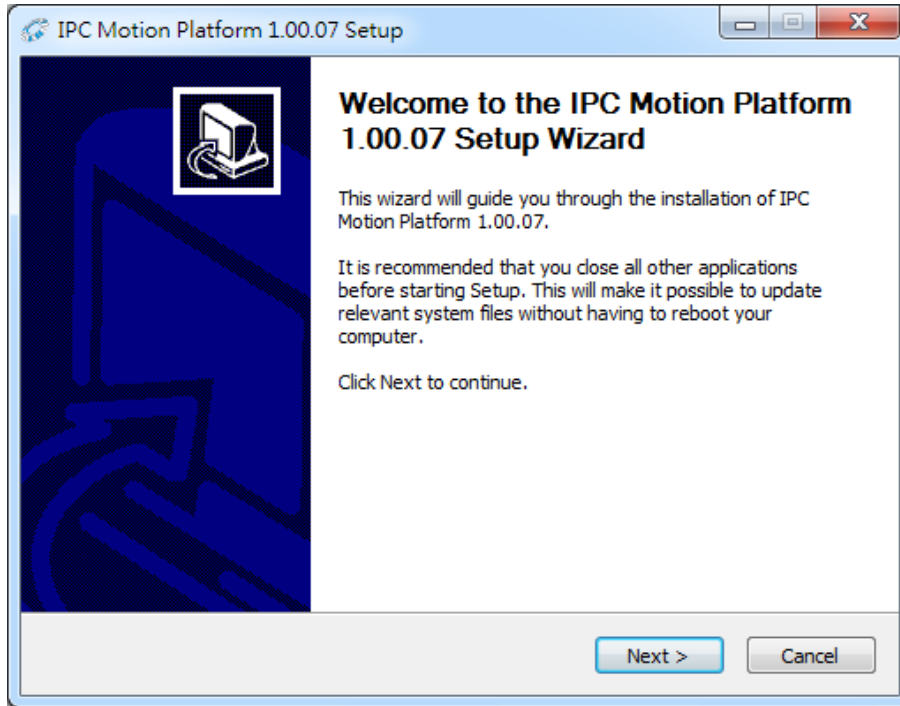 IPC Motion Platform 1.00.07 Setup
Welcome to the IPC Motion Platform
1.00.07 Setup Wizard
This wizard will guide you through the installation of IPC
Motion Platform 1.00.07.
It is recommended that you close all other applications
before starting Setup. This will make it possible to update
relevant system files without having to reboot your
computer.
Click Next to continue.
Next >
Cancel